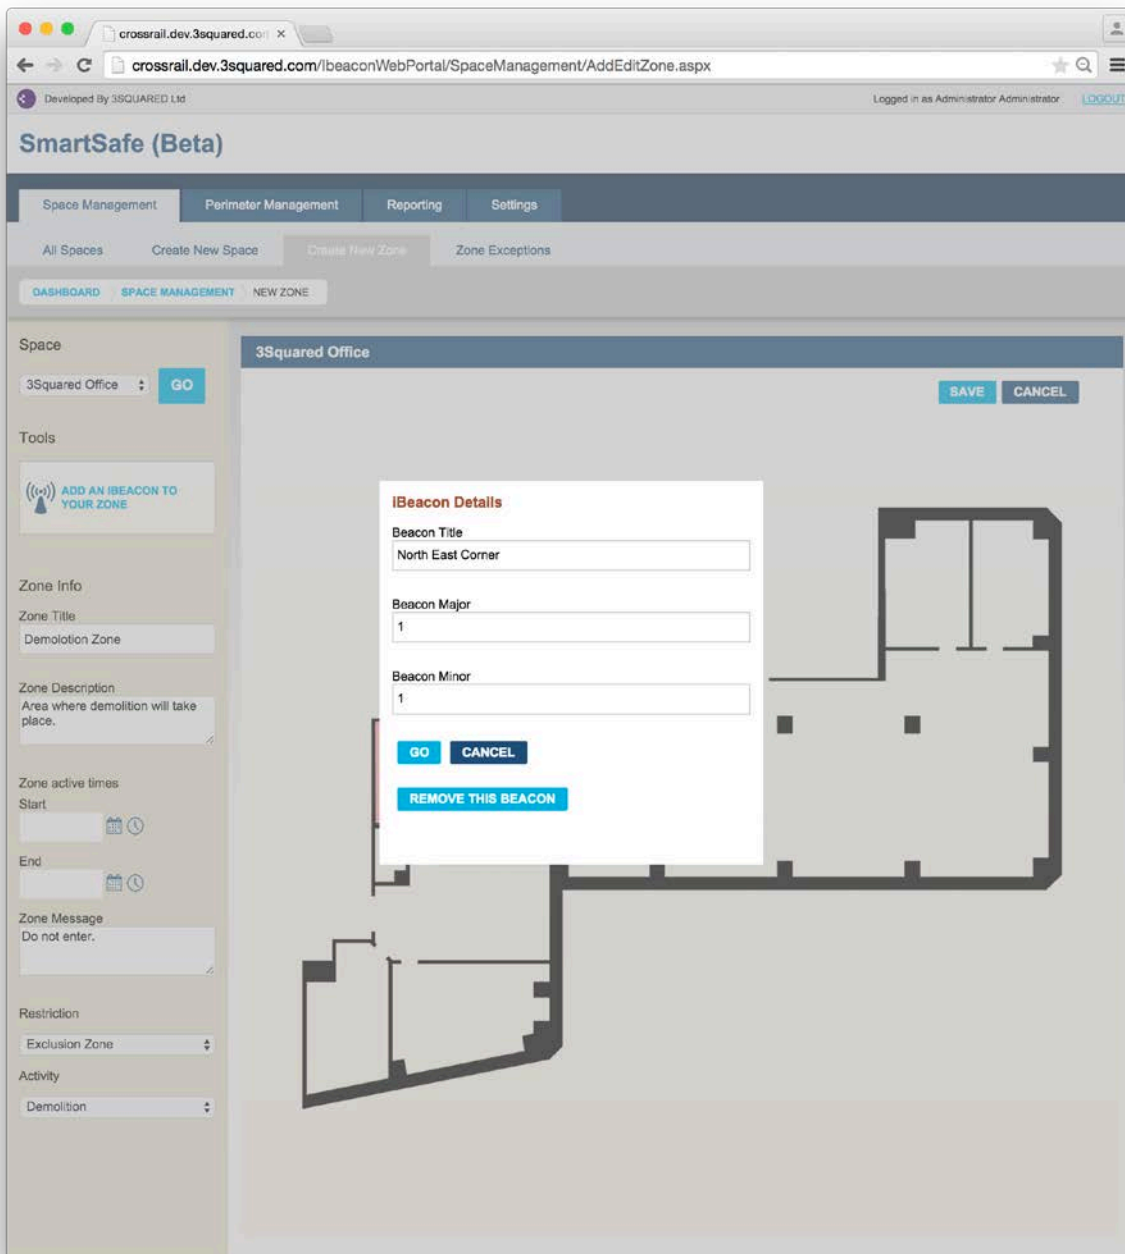 crossrail.dev.3squared.co
crossrail.dev.3squared.com/IbeaconWebPortal/SpaceManagement/AddEditZone.aspx
Developed By 3SQUARED Ltd
Logged in as Administrator Administrator LOGOUT
SmartSafe (Beta)
Space Management Perimeter Management Reporting Settings
All Spaces Create New Space Create New Zone Zone Exceptions
DASHBOARD SPACE MANAGEMENT NEW ZONE
Space
3Squared Office GO
Tools
ADD AN IBEACON TO
YOUR ZONE
Zone Info
Zone Title
Demolotion Zone
Zone Description
Area where demolition will take
place.
Zone active times
Start
End
Zone Message
Do not enter.
Restriction
Exclusion Zone
Activity
Demolition
3Squared Office
SAVE CANCEL
iBeacon Details
Beacon Title
North East Corner
Beacon Major
1
Beacon Minor
1
GO CANCEL
REMOVE THIS BEACON